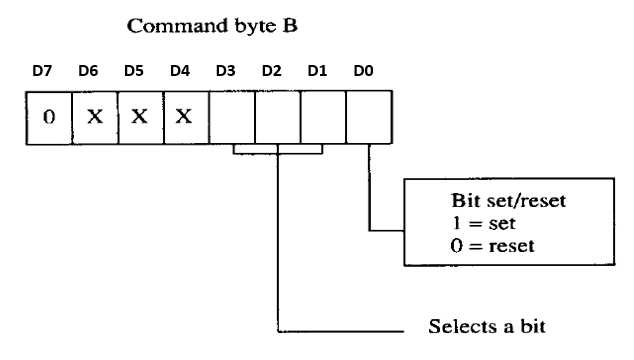 Command byte B
D7 D6 D5 D4 D3 D2 D1 D0
0 X X X
Bit set/reset
1 = set
0 = reset
Selects a bit